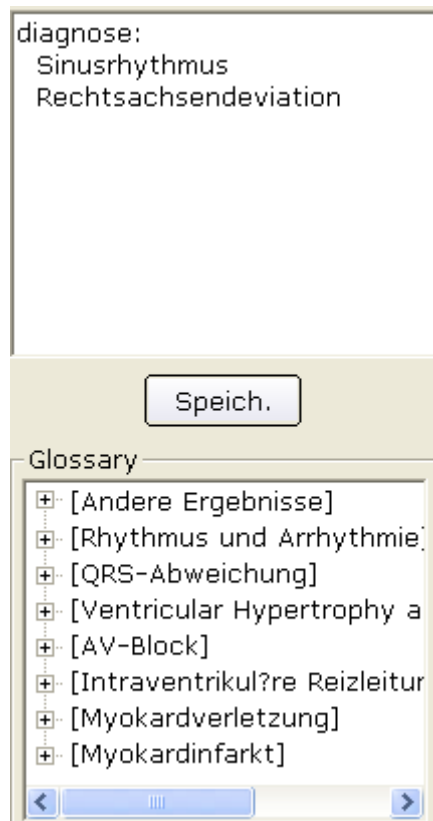 diagnose:
Sinusrhythmus
Rechtsachsendeviation
Speich.
Glossary
[Andere Ergebnisse]
[Rhythmus und Arrhythmie]
[QRS-Abweichung]
[Ventricular Hypertrophy a
[AV-Block]
[Intraventrikul?re Reizleitur
[Myokardverletzung]
[Myokardinfarkt]